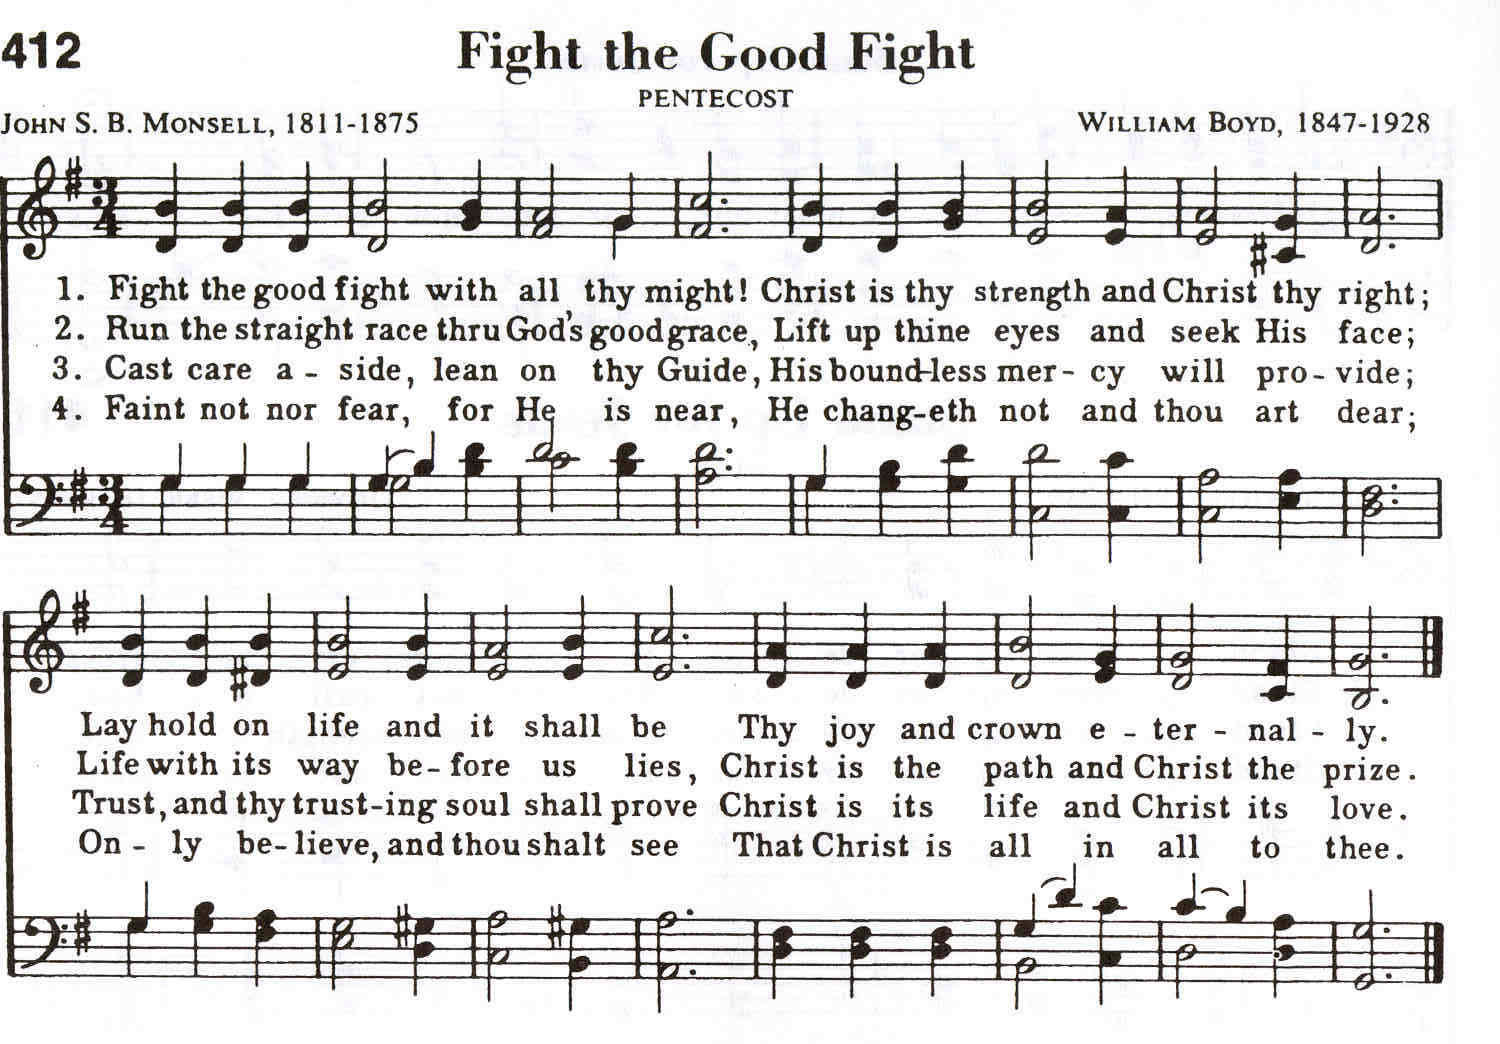 412
Fight the Good Fight
PENTECOST
JOHN S. B. MONSELL, 1811-1875
WILLIAM BOYD, 1847-1928
1. Fight the good fight with all thy might! Christ is thy strength and Christ thy right;
2. Run the straight race thru God's good grace, Lift up thine eyes and seek His face;
3. Cast care a - side, lean on thy Guide, His bound-less mer - cy will pro - vide;
4. Faint not nor fear, for He is near, He chang-eth not and thou art dear;
Lay hold on life and it shall be Thy joy and crown e - ter - nal - ly.
Life with its way be - fore us lies, Christ is the path and Christ the prize.
Trust, and thy trust-ing soul shall prove Christ is its life and Christ its love.
On - ly be - lieve, and thou shalt see That Christ is all in all to thee.